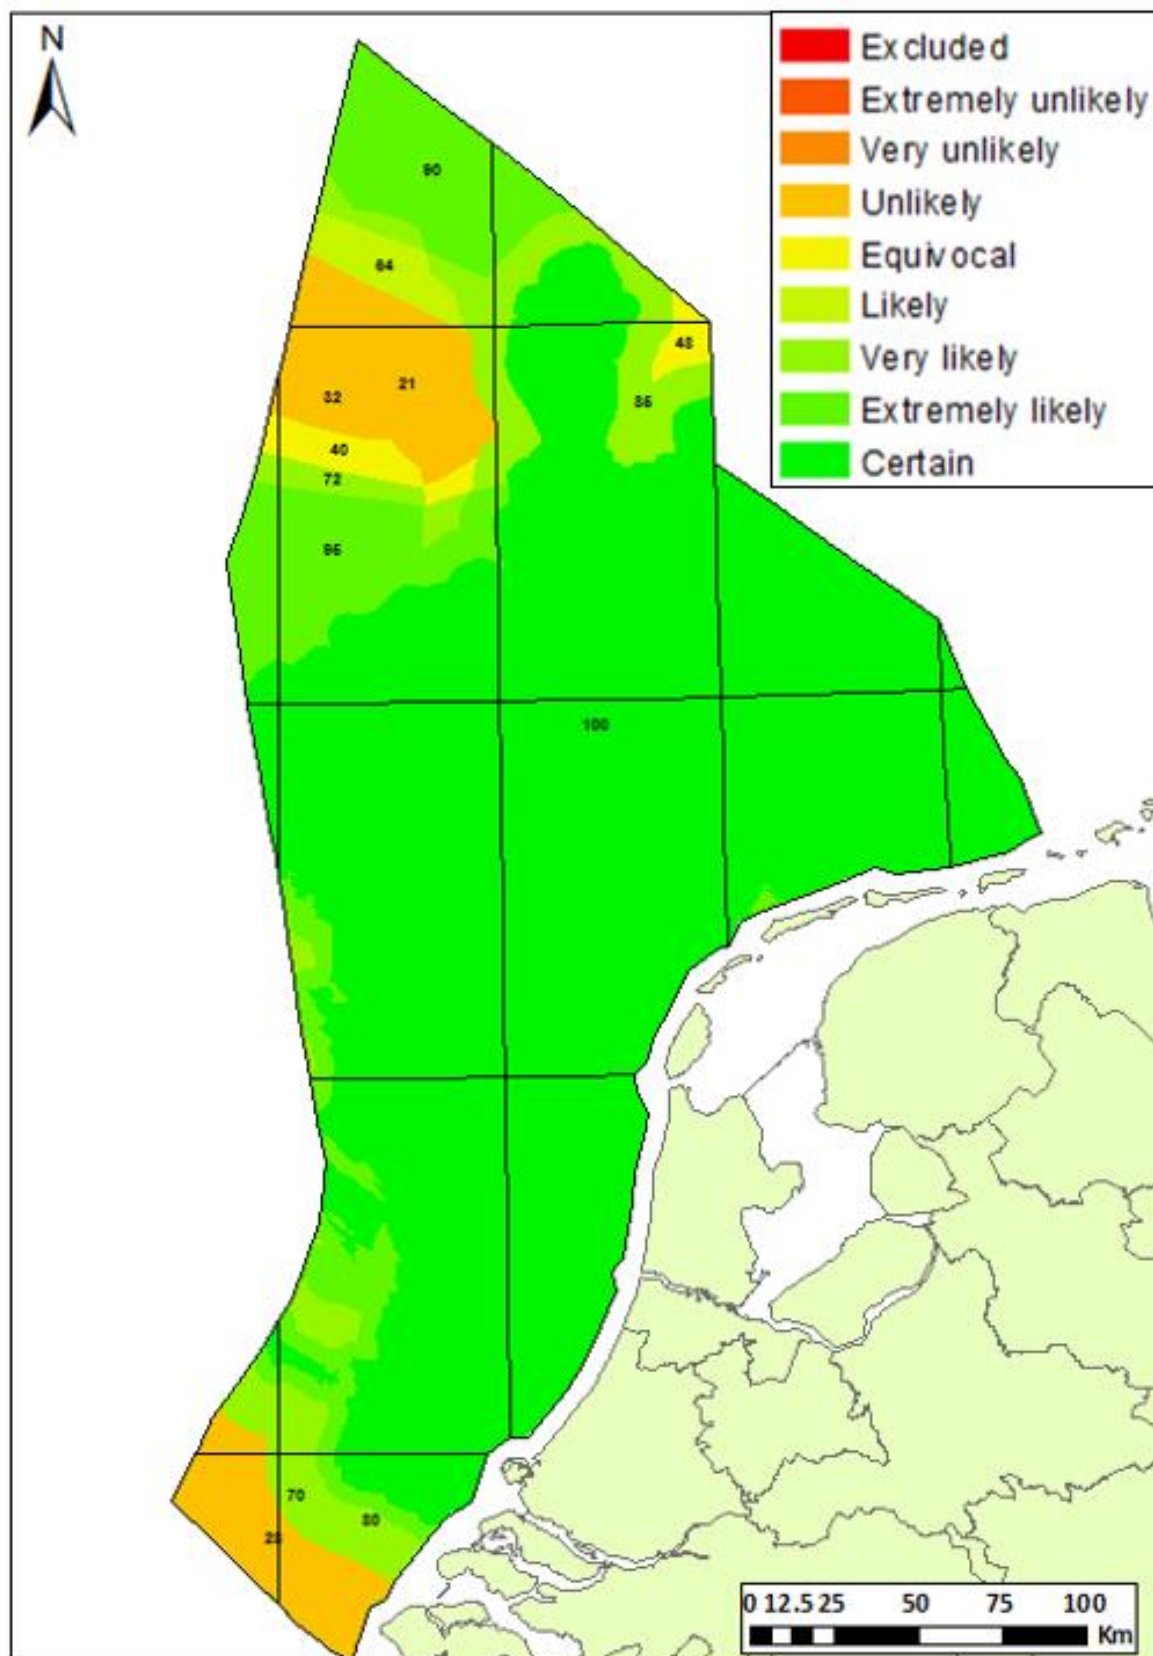 N
Excluded
Extremely unlikely
Very unlikely
Unlikely
Equivocal
Likely
Very likely
Extremely likely
Certain
90
64
48
21
32
85
40
72
95
100
70
80
28
0 12.5 25 50 75 100
Km